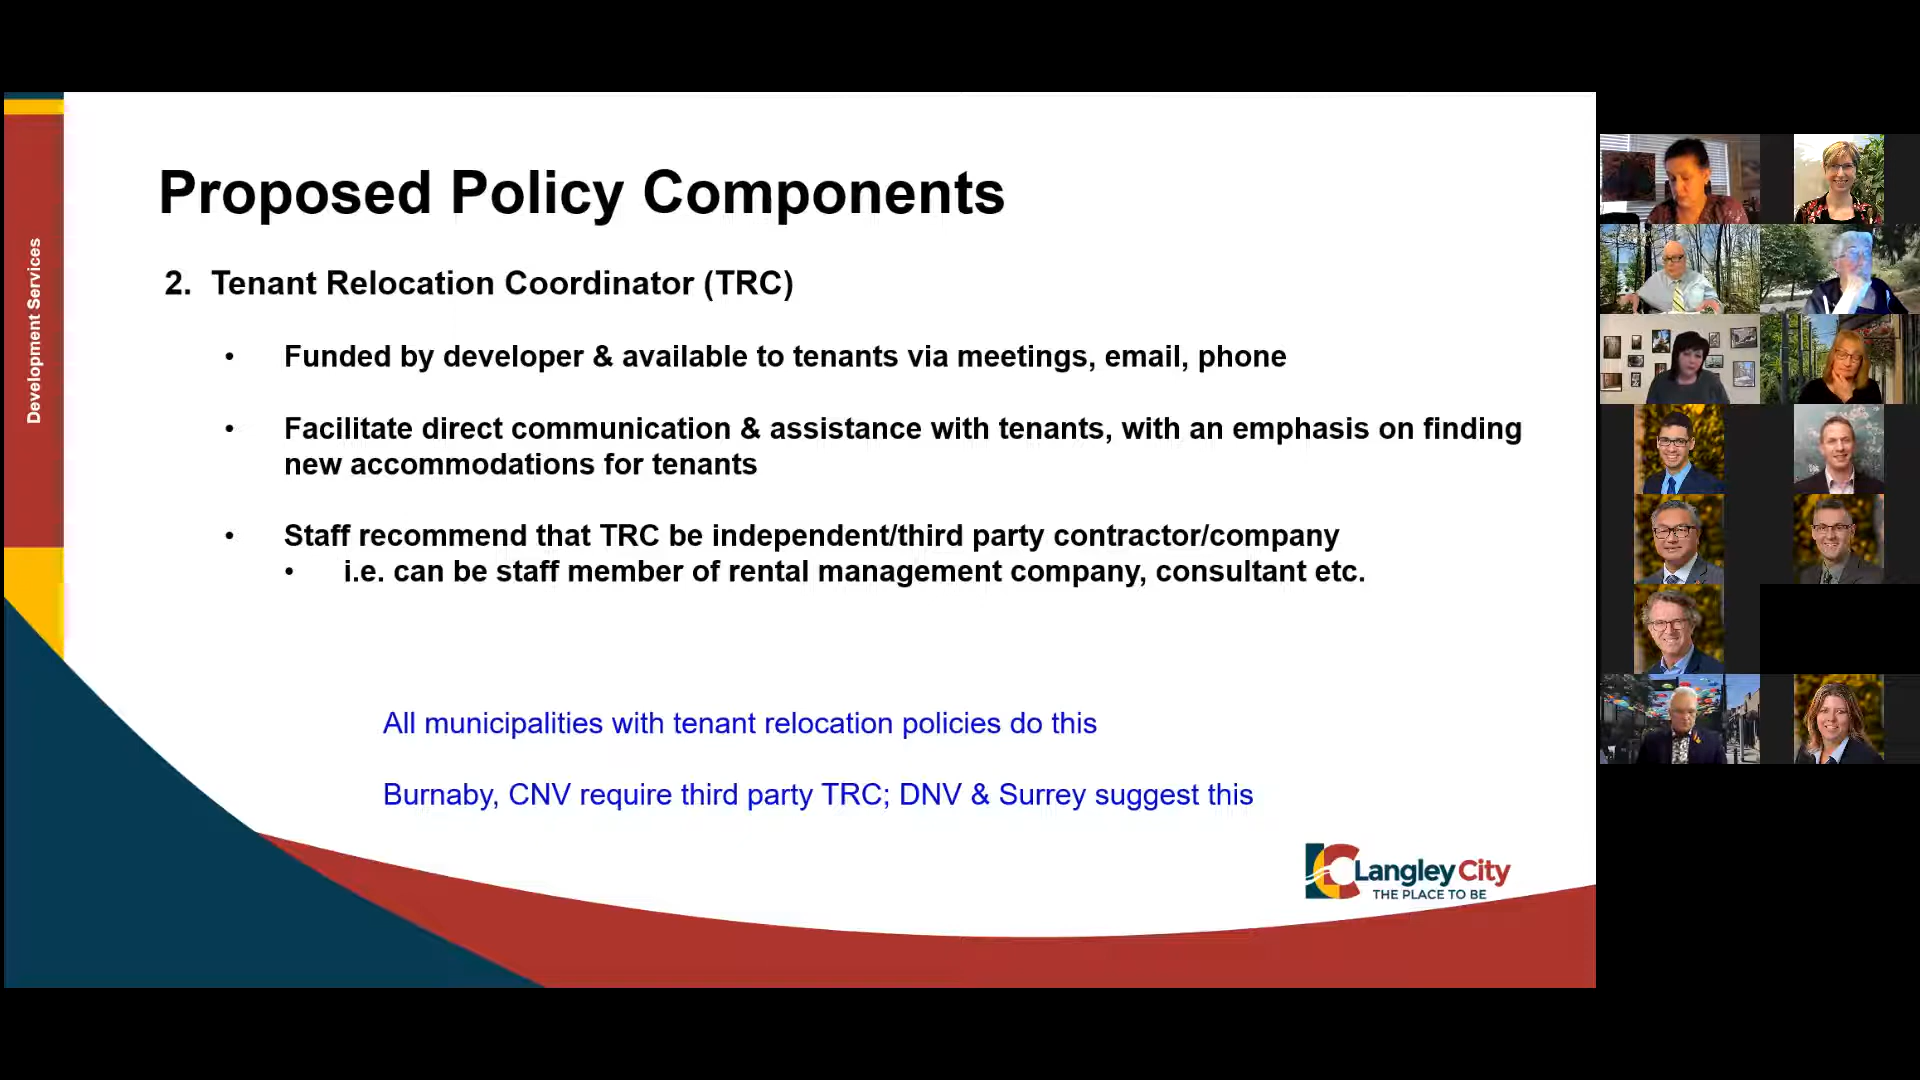 Development Services
Proposed Policy Components
2. Tenant Relocation Coordinator (TRC)
• Funded by developer & available to tenants via meetings, email, phone
• Facilitate direct communication & assistance with tenants, with an emphasis on finding
new accommodations for tenants
• Staff recommend that TRC be independent/third party contractor/company
• i.e. can be staff member of rental management company, consultant etc.
All municipalities with tenant relocation policies do this
Burnaby, CNV require third party TRC; DNV & Surrey suggest this
LC Langley City
THE PLACE TO BE